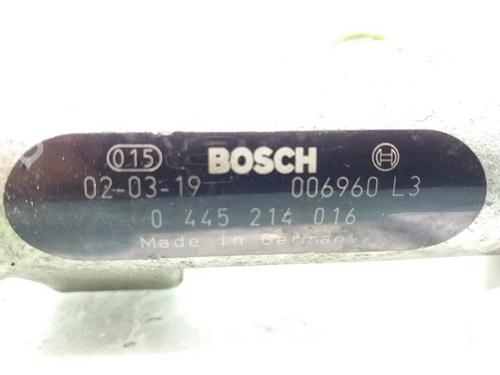 015 BOSCH
02-03-19 006960 L3
0 445 214 016
Made in Germany